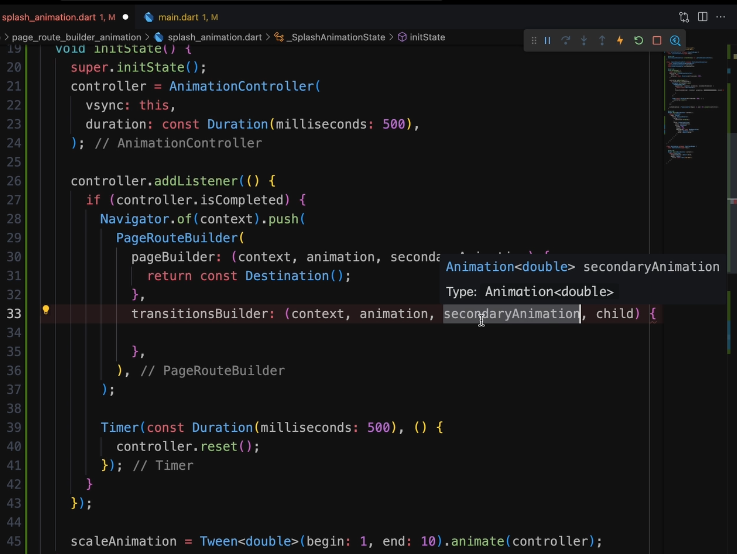 splash_animation.dart 1, M ● main.dart 1, M
> page_route_builder_animation > splash_animation.dart > _SplashAnimationState > initState
19 void initState() {
20 super.initState();
21 controller = AnimationController(
22 vsync: this,
23 duration: const Duration(milliseconds: 500),
24 ); // AnimationController
25
26 controller.addListener(() {
27 if (controller.isCompleted) {
28 Navigator.of(context).push(
29 PageRouteBuilder(
30 pageBuilder: (context, animation, secondaryAnimation) {
Animation<double> secondaryAnimation
31 return const Destination();
Type: Animation<double>
32 },
33 transitionsBuilder: (context, animation, secondaryAnimation, child) {
34
35 },
36 ), // PageRouteBuilder
37 );
38
39 Timer(const Duration(milliseconds: 500), () {
40 controller.reset();
41 }); // Timer
42 }
43 });
44
45 scaleAnimation = Tween<double>(begin: 1, end: 10).animate(controller);